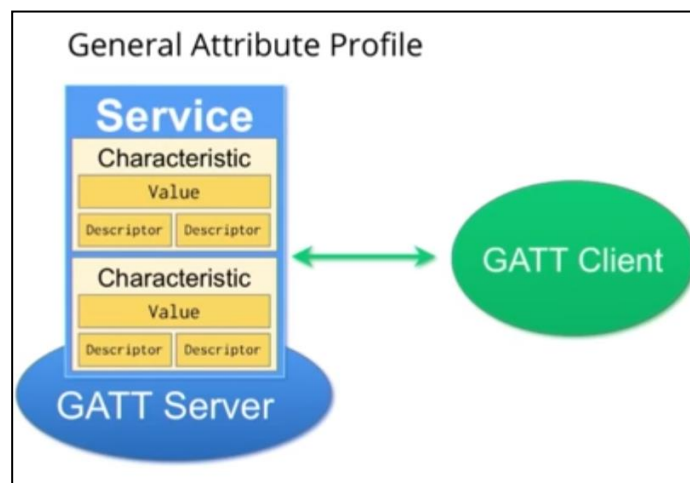 General Attribute Profile
Service
Characteristic
Value
Descriptor Descriptor
Characteristic
Value
Descriptor Descriptor
GATT Server
GATT Client